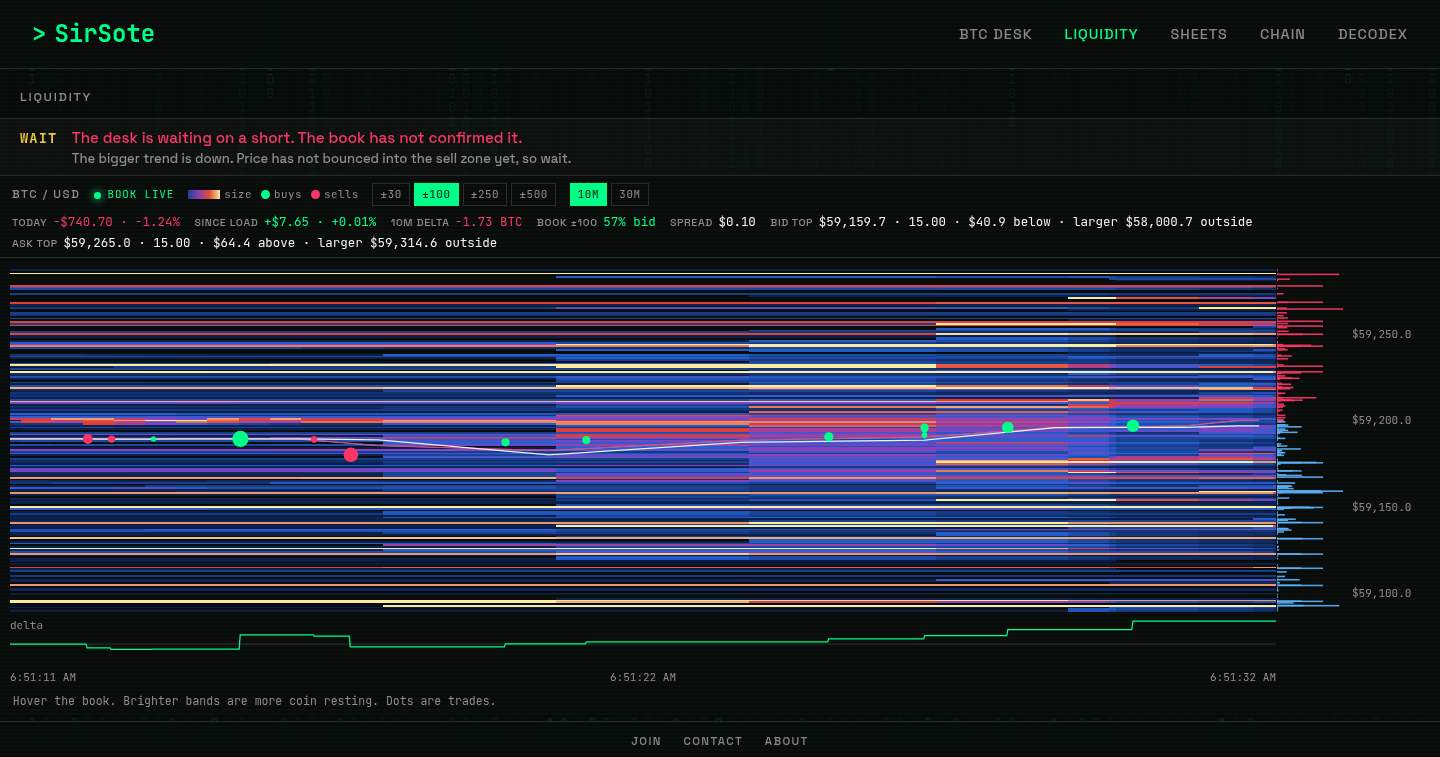 > SirSote
BTC DESK LIQUIDITY SHEETS CHAIN DECODEX
LIQUIDITY
WAIT The desk is waiting on a short. The book has not confirmed it.
The bigger trend is down. Price has not bounced into the sell zone yet, so wait.
BTC / USD BOOK LIVE size buys sells ±30 ±100 ±250 ±500 10M 30M
TODAY -$740.70 · -1.24% SINCE LOAD +$7.65 · +0.01% 10M DELTA -1.73 BTC BOOK ±100 57% bid SPREAD $0.10 BID TOP $59,159.7 · 15.00 · $40.9 below · larger $58,000.7 outside
ASK TOP $59,265.0 · 15.00 · $64.4 above · larger $59,314.6 outside
$59,250.0
$59,200.0
$59,150.0
$59,100.0
delta
6:51:11 AM 6:51:22 AM 6:51:32 AM
Hover the book. Brighter bands are more coin resting. Dots are trades.
JOIN CONTACT ABOUT